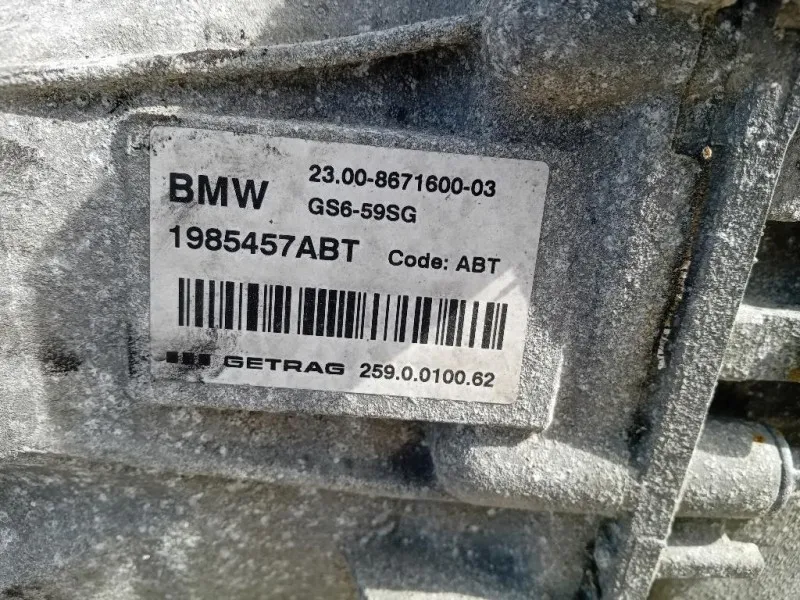 BMW 23.00-8671600-03
GS6-59SG
1985457ABT Code: ABT
GETRAG 259.0.0100.62